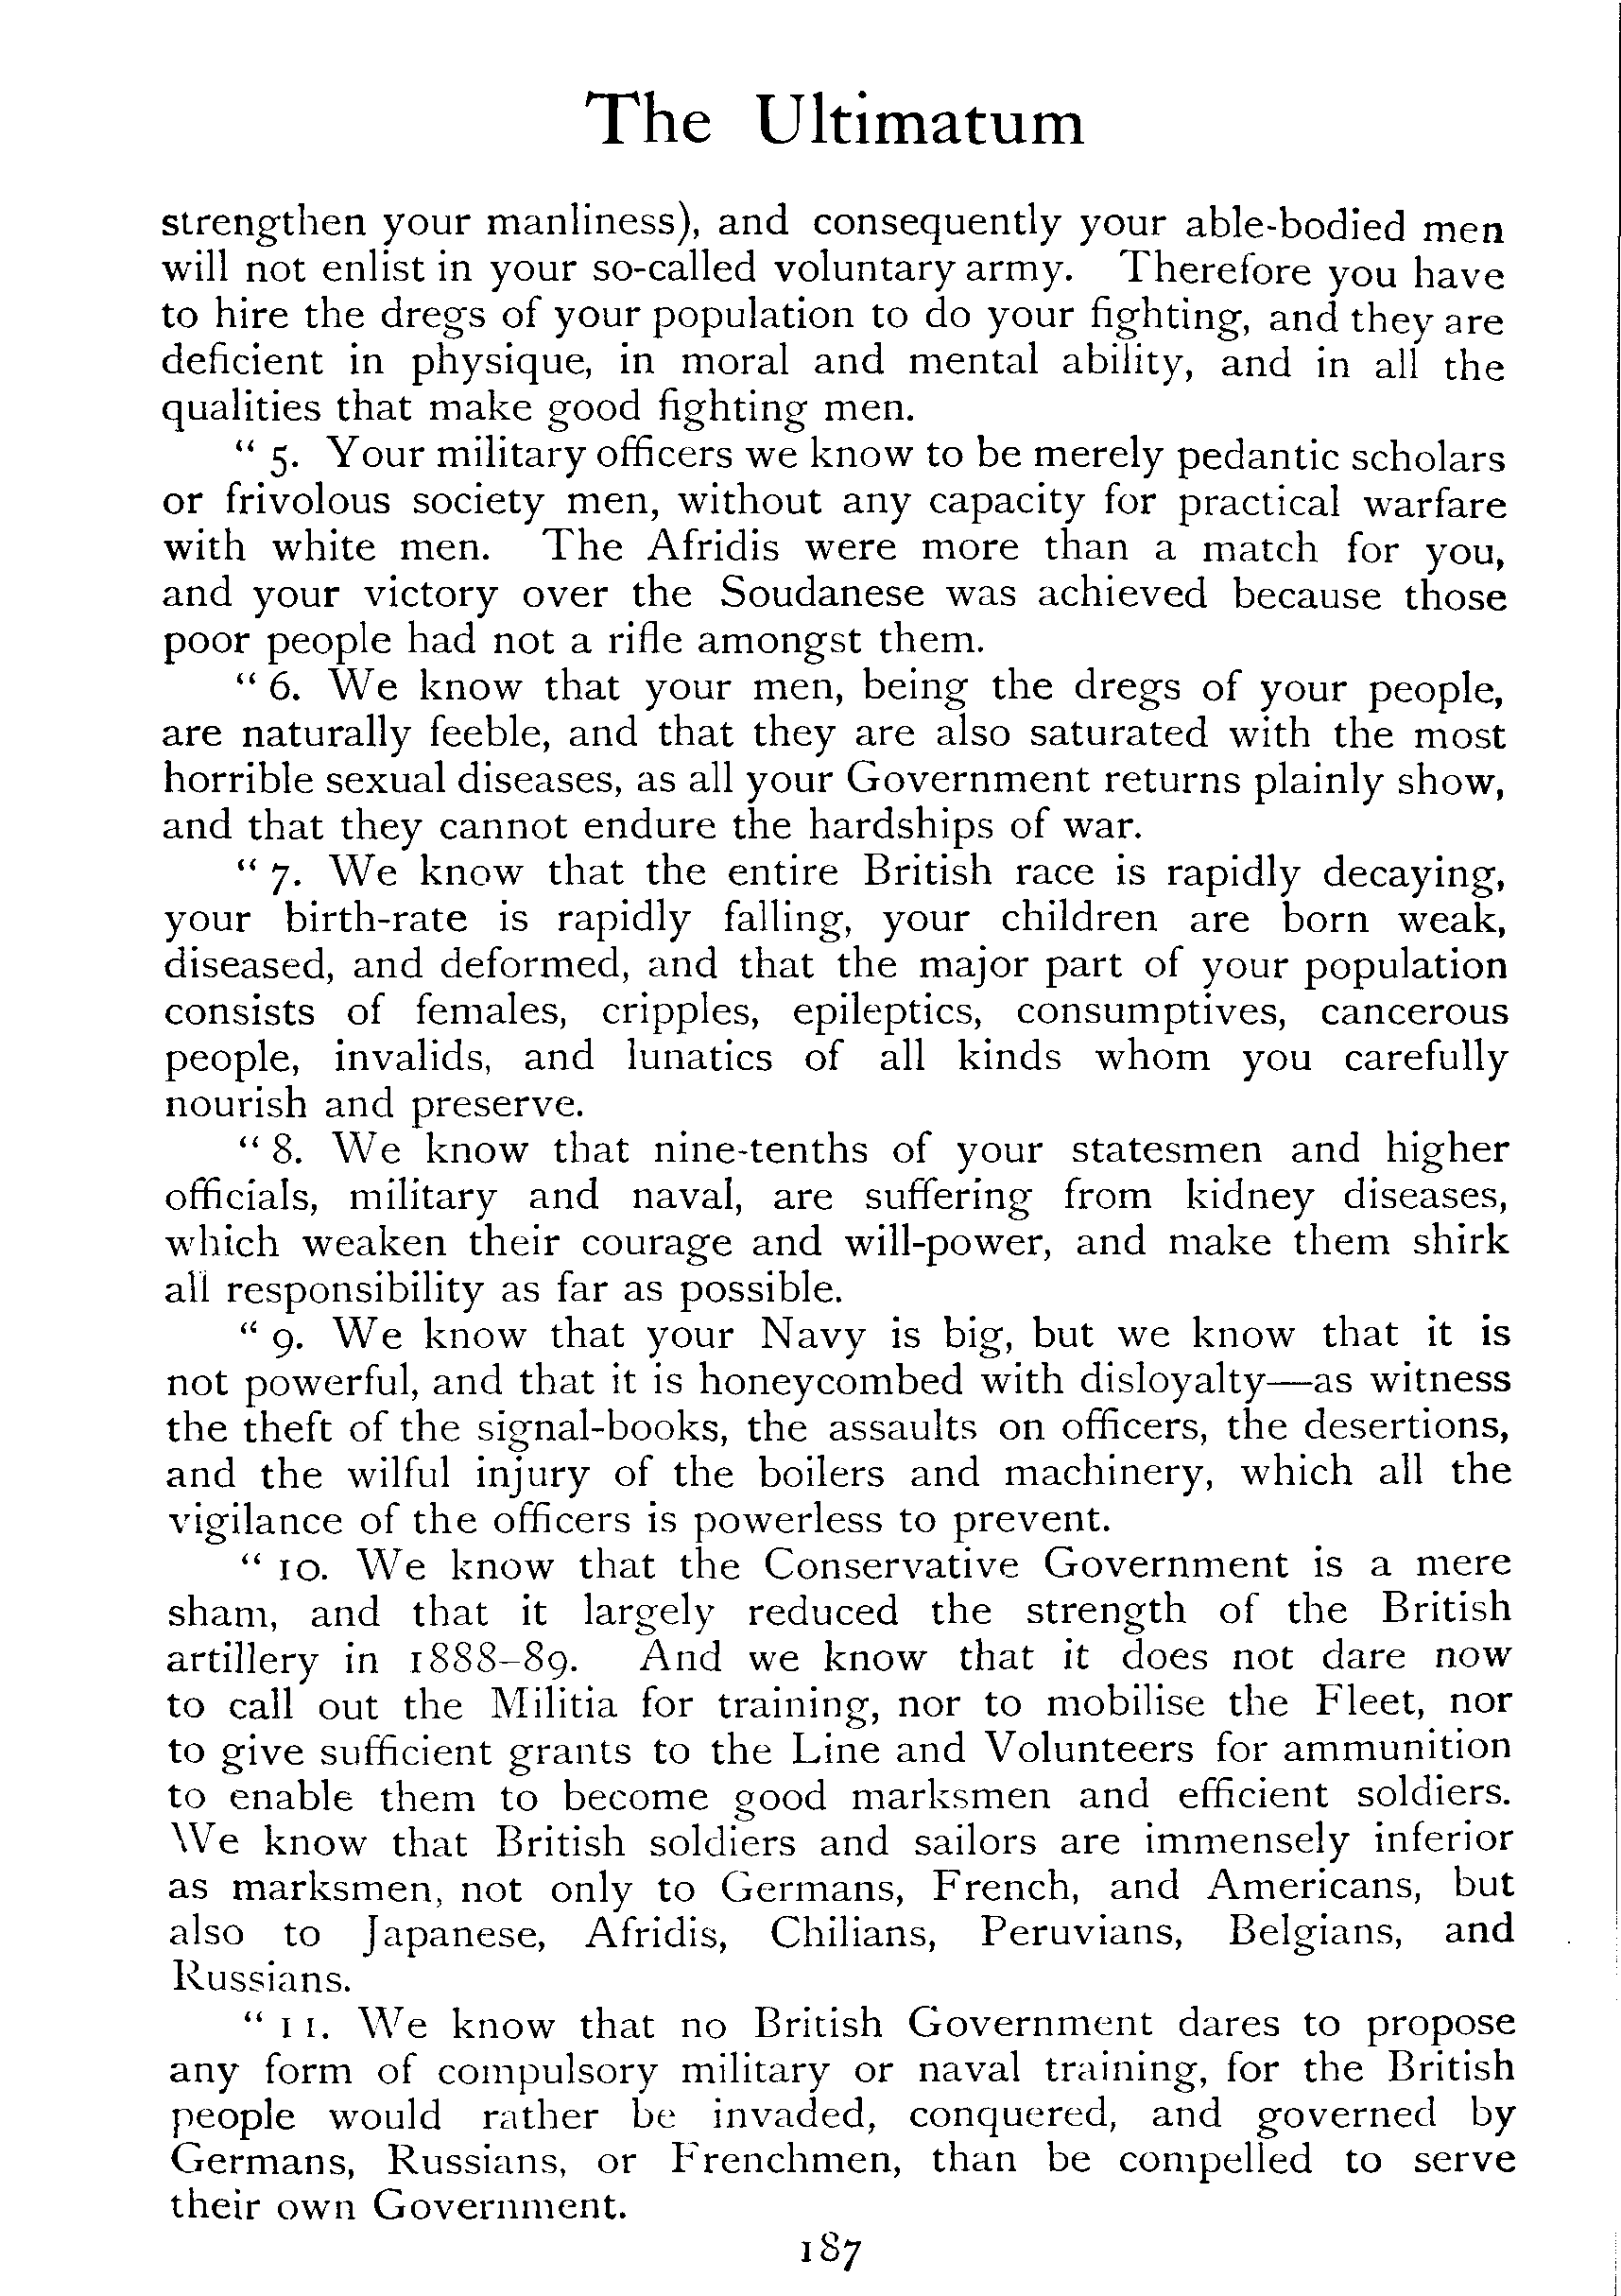 The Ultimatum
strengthen your manliness), and consequently your able-bodied men
will not enlist in your so-called voluntary army. Therefore you have
to hire the dregs of your population to do your fighting, and they are
deficient in physique, in moral and mental ability, and in all the
qualities that make good fighting men.
“ 5. Your military officers we know to be merely pedantic scholars
or frivolous society men, without any capacity for practical warfare
with white men. The Afridis were more than a match for you,
and your victory over the Soudanese was achieved because those
poor people had not a rifle amongst them.
“ 6. We know that your men, being the dregs of your people,
are naturally feeble, and that they are also saturated with the most
horrible sexual diseases, as all your Government returns plainly show,
and that they cannot endure the hardships of war.
“ 7. We know that the entire British race is rapidly decaying,
your birth-rate is rapidly falling, your children are born weak,
diseased, and deformed, and that the major part of your population
consists of females, cripples, epileptics, consumptives, cancerous
people, invalids, and lunatics of all kinds whom you carefully
nourish and preserve.
“ 8. We know that nine-tenths of your statesmen and higher
officials, military and naval, are suffering from kidney diseases,
which weaken their courage and will-power, and make them shirk
all responsibility as far as possible.
“ 9. We know that your Navy is big, but we know that it is
not powerful, and that it is honeycombed with disloyalty—as witness
the theft of the signal-books, the assaults on officers, the desertions,
and the wilful injury of the boilers and machinery, which all the
vigilance of the officers is powerless to prevent.
“ 10. We know that the Conservative Government is a mere
sham, and that it largely reduced the strength of the British
artillery in 1888–89. And we know that it does not dare now
to call out the Militia for training, nor to mobilise the Fleet, nor
to give sufficient grants to the Line and Volunteers for ammunition
to enable them to become good marksmen and efficient soldiers.
We know that British soldiers and sailors are immensely inferior
as marksmen, not only to Germans, French, and Americans, but
also to Japanese, Afridis, Chilians, Peruvians, Belgians, and
Russians.
“ 11. We know that no British Government dares to propose
any form of compulsory military or naval training, for the British
people would rather be invaded, conquered, and governed by
Germans, Russians, or Frenchmen, than be compelled to serve
their own Government.
187